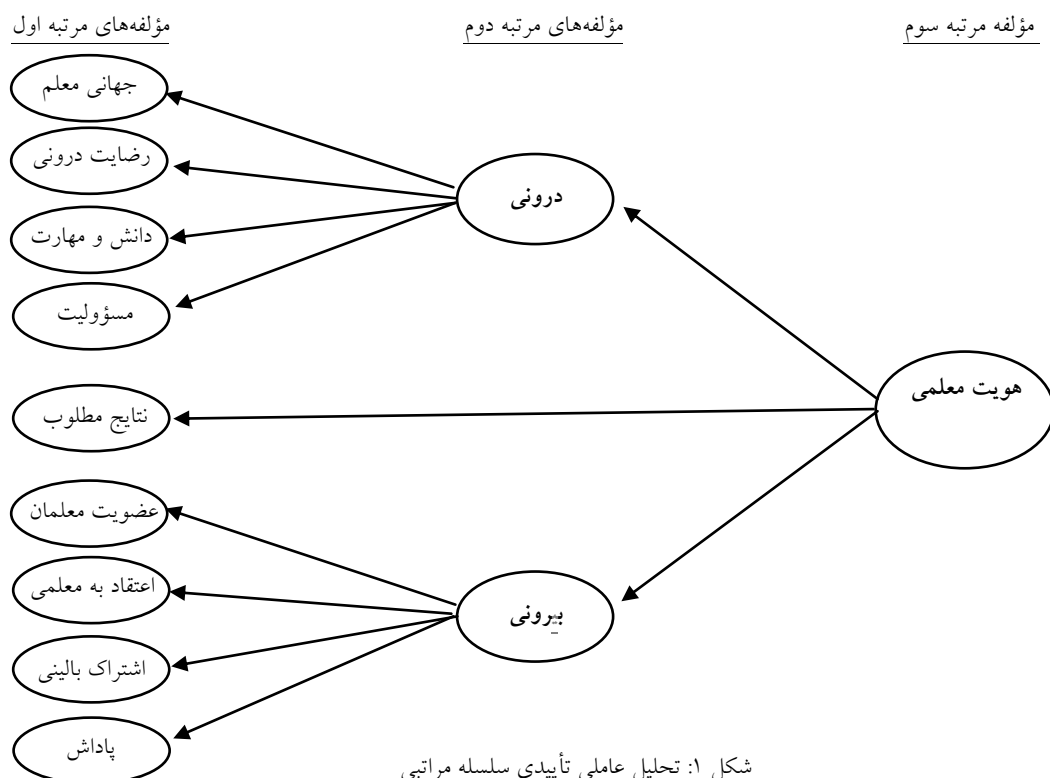 مؤلفه مرتبه سوم
مؤلفه‌های مرتبه دوم
مؤلفه‌های مرتبه اول
هویت معلمی
درونی
بیرونی
جهانی معلم
رضایت درونی
دانش و مهارت
مسؤولیت
نتایج مطلوب
عضویت معلمان
اعتقاد به معلمی
اشتراک بالینی
پاداش
شکل ۱: تحلیل عاملی تأییدی سلسله مراتبی